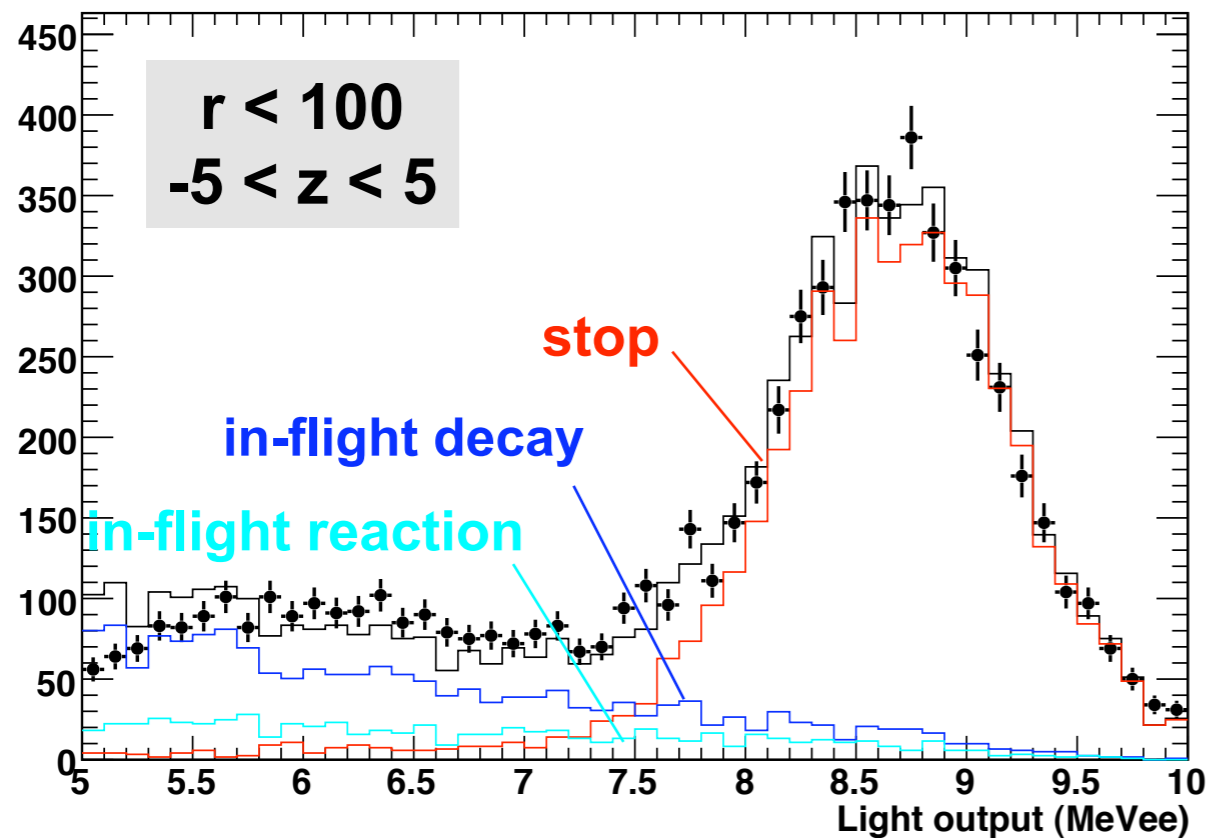 450
400
350
300
250
200
150
100
50
0
r < 100
-5 < z < 5
stop
in-flight decay
in-flight reaction
5 5.5 6 6.5 7 7.5 8 8.5 9 9.5 10
Light output (MeVee)